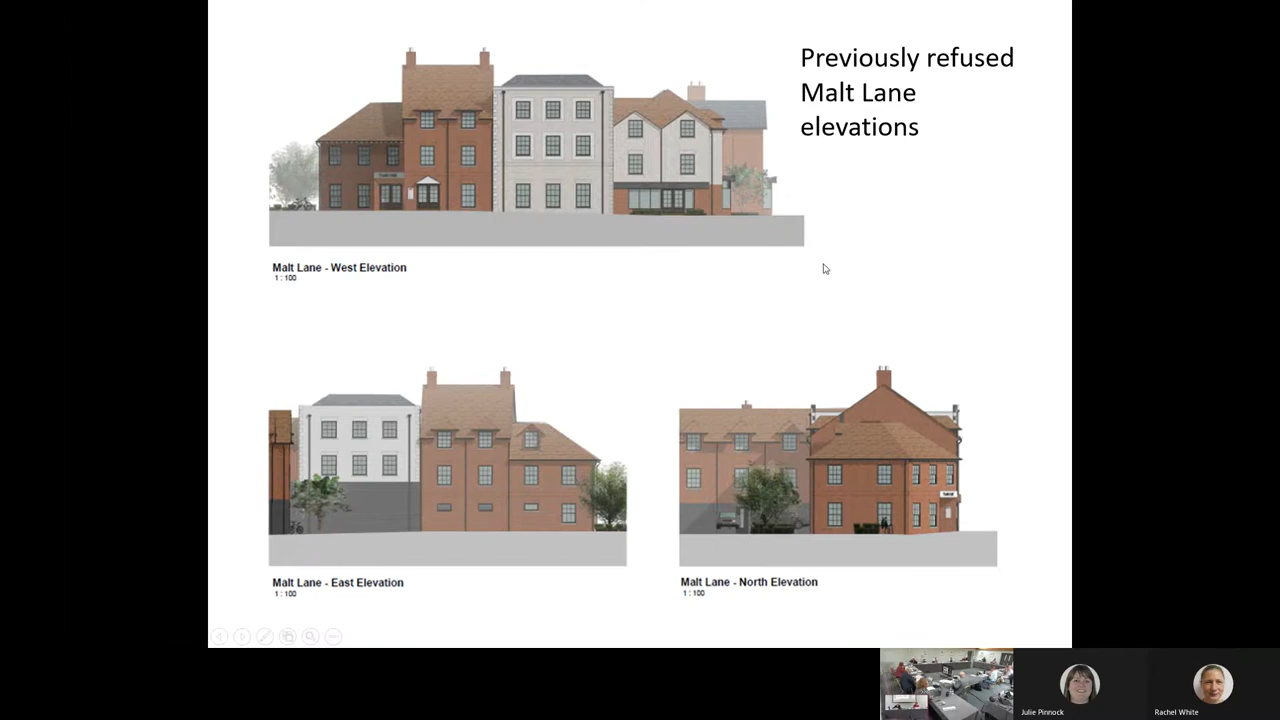 Previously refused
Malt Lane
elevations
Malt Lane - West Elevation
1 : 100
Malt Lane - East Elevation
1 : 100
Malt Lane - North Elevation
1 : 100
Julie Pinnock
Rachel White